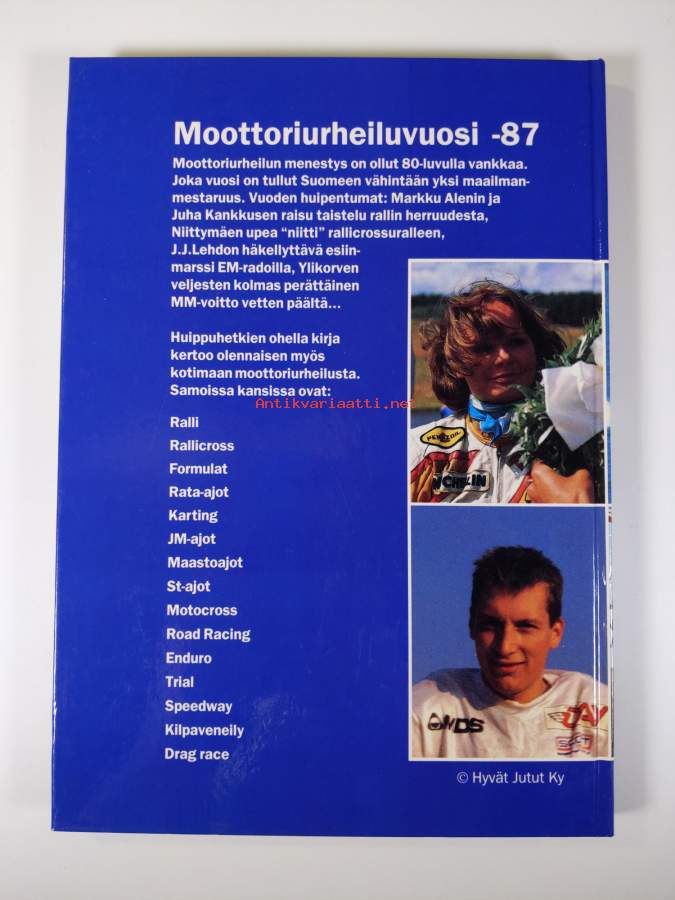 Moottoriurheiluvuosi -87
Moottoriurheilun menestys on ollut 80-luvulla vankkaa.
Joka vuosi on tullut Suomeen vähintään yksi maailman-
mestaruus. Vuoden huipentumat: Markku Alenin ja
Juha Kankkusen raisu taistelu rallin herruudesta,
Niittymäen upea “niitti” rallicrossuralleen,
J.J.Lehdon häkellyttävä esiin-
marssi EM-radoilla, Ylikorven
veljesten kolmas perättäinen
MM-voitto vetten päältä...
Huippuhetkien ohella kirja
kertoo olennaisen myös
kotimaan moottoriurheilusta.
Samoissa kansissa ovat:
Antikvariaatti.net
Ralli
Rallicross
Formulat
Rata-ajot
Karting
JM-ajot
Maastoajot
St-ajot
Motocross
Road Racing
Enduro
Trial
Speedway
Kilpaveneily
Drag race
PENNZOIL
© Hyvät Jutut Ky